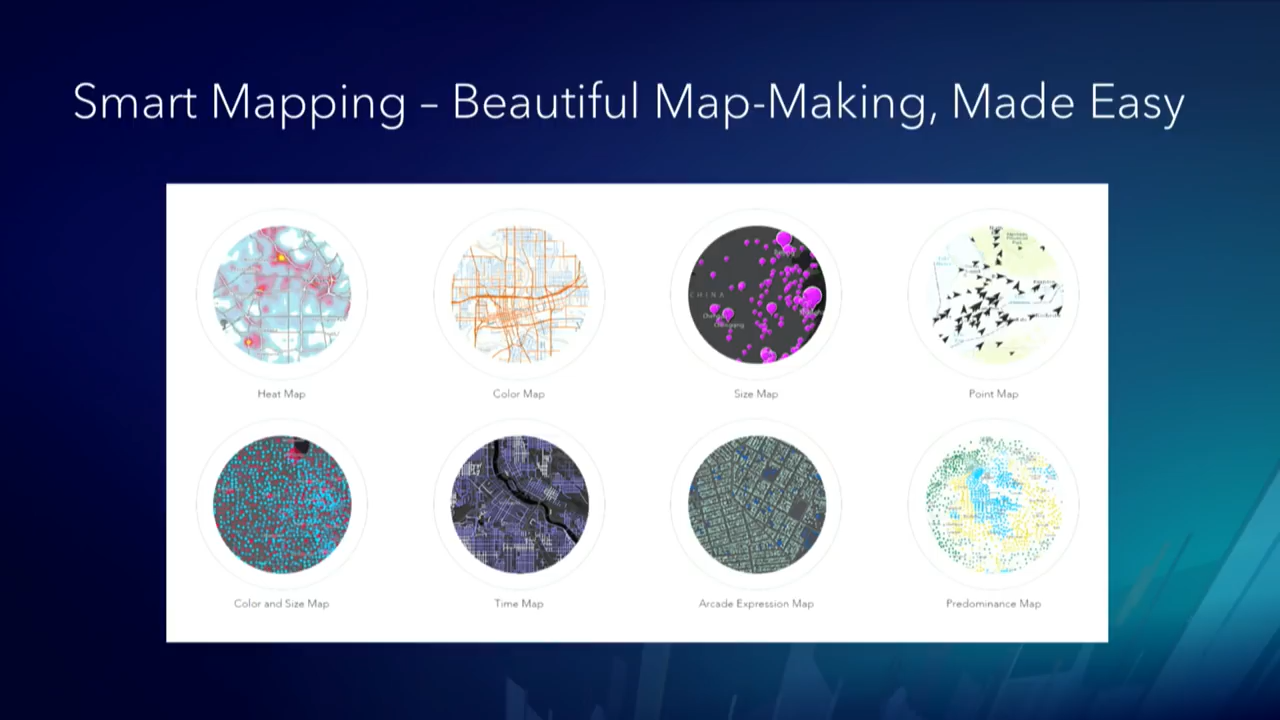 Smart Mapping – Beautiful Map-Making, Made Easy
CHINA
Heat Map
Color Map
Size Map
Point Map
Color and Size Map
Time Map
Arcade Expression Map
Predominance Map